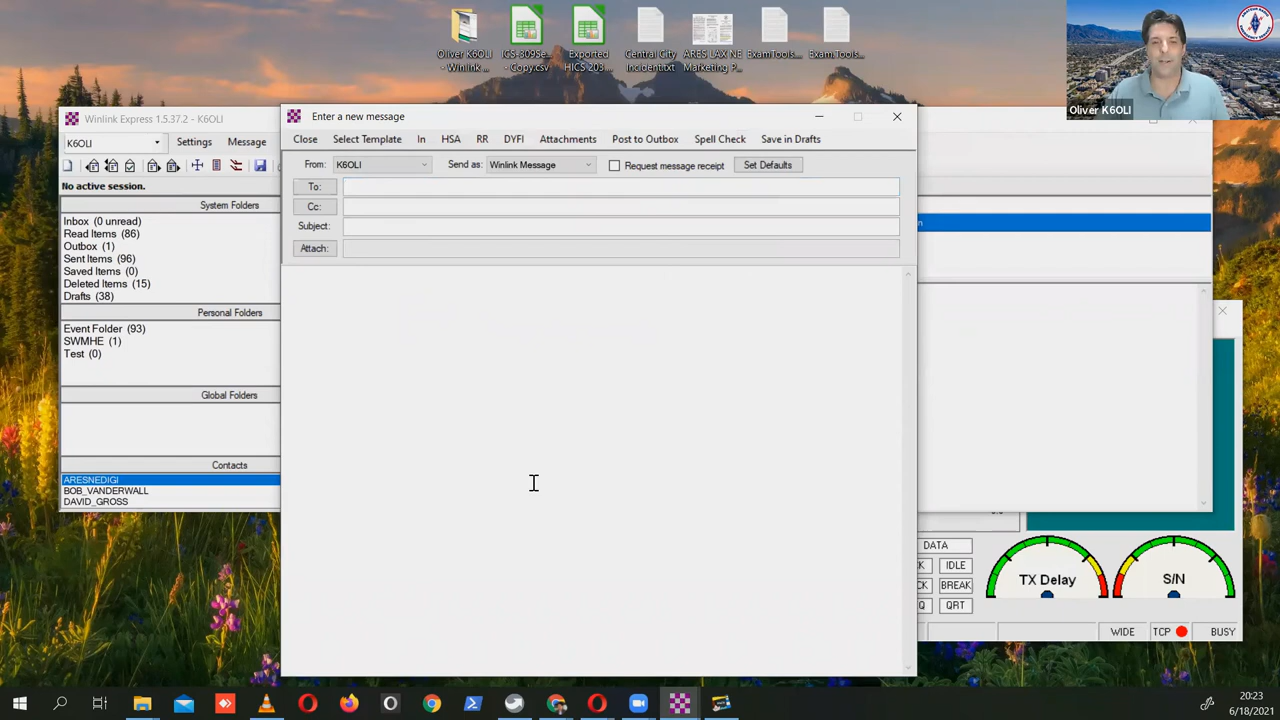 Oliver K6OLI
- Winlink ...
ICS-309Se...
- Copy.csv
Exported
HICS 203...
Central City
Incident.txt
ARES LAX NE
Marketing P...
ExamTools...
ExamTools...
Oliver K6OLI
Winlink Express 1.5.37.2 - K6OLI
K6OLI
Settings
Message
No active session.
System Folders
Inbox (0 unread)
Read Items (86)
Outbox (1)
Sent Items (96)
Saved Items (0)
Deleted Items (15)
Drafts (38)
Personal Folders
Event Folder (93)
SWMHE (1)
Test (0)
Global Folders
Contacts
ARESNEDIGI
BOB_VANDERWALL
DAVID_GROSS
Enter a new message
Close Select Template In HSA RR DYFI Attachments Post to Outbox Spell Check Save in Drafts
From: K6OLI Send as: Winlink Message Request message receipt Set Defaults
To:
Cc:
Subject:
Attach:
DATA
IDLE
BREAK
QRT
TX Delay
S/N
WIDE TCP BUSY
20:23
6/18/2021